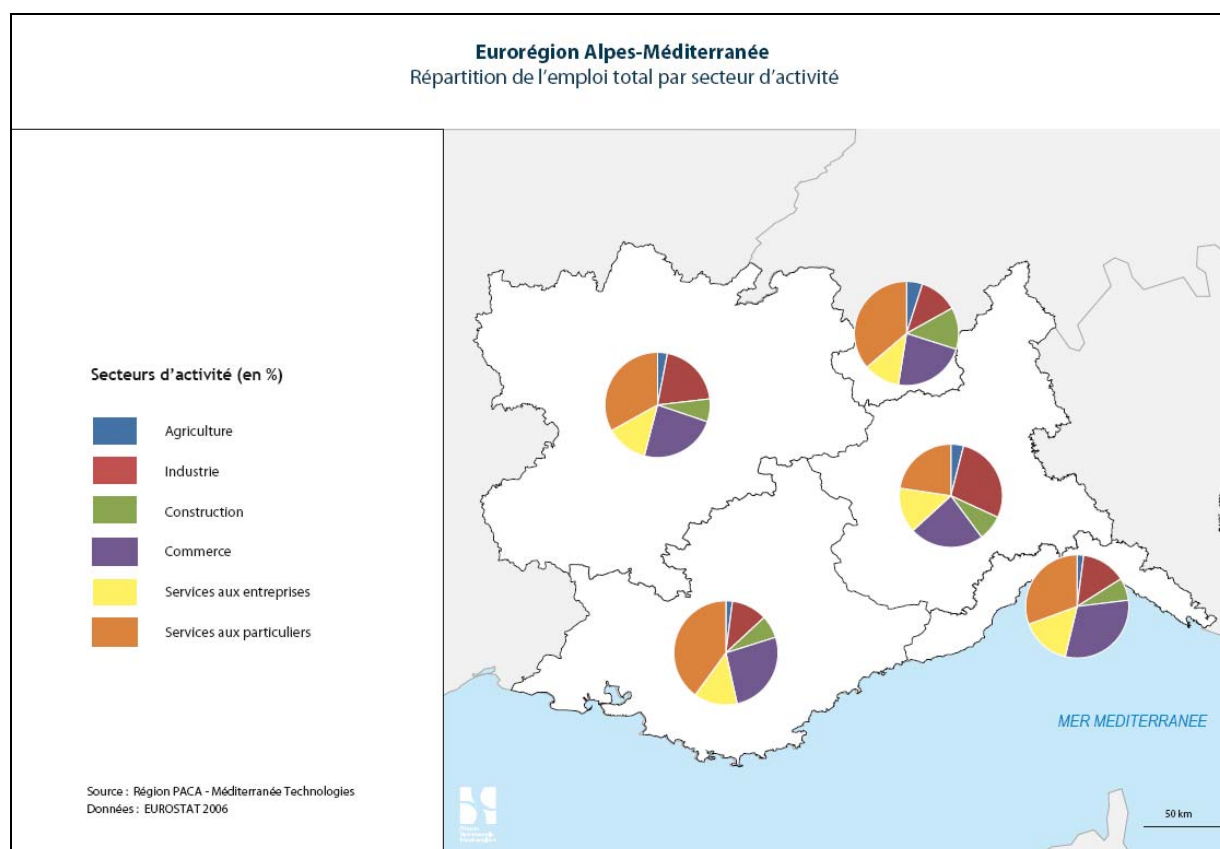 Eurorégion Alpes-Méditerranée
Répartition de l'emploi total par secteur d'activité
Secteurs d'activité (en %)
Agriculture
Industrie
Construction
Commerce
Services aux entreprises
Services aux particuliers
MER MEDITERRANEE
Source : Région PACA - Méditerranée Technologies
Données : EUROSTAT 2006
50 km